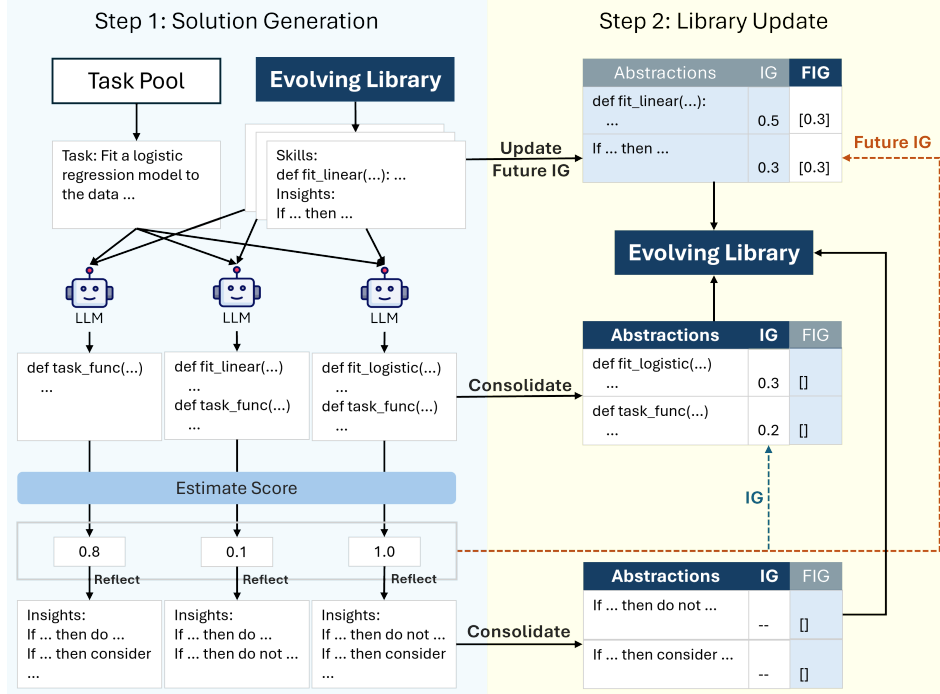 Step 1: Solution Generation
Step 2: Library Update
Task Pool
Evolving Library
Task: Fit a logistic
regression model to
the data ...
Skills:
def fit_linear(...): ...
Insights:
If ... then ...
Update
Future IG
Abstractions IG FIG
def fit_linear(...):
... 0.5 [0.3]
If ... then ...
0.3 [0.3]
Future IG
Evolving Library
LLM
LLM
LLM
def task_func(...)
...
def fit_linear(...)
...
def task_func(...)
...
def fit_logistic(...)
...
def task_func(...)
...
Consolidate
Abstractions IG FIG
def fit_logistic(...)
... 0.3 []
def task_func(...)
... 0.2 []
IG
Estimate Score
0.8
0.1
1.0
Reflect
Reflect
Reflect
Insights:
If ... then do ...
If ... then consider
...
Insights:
If ... then do ...
If ... then do not ...
Insights:
If ... then do not ...
If ... then consider
...
Consolidate
Abstractions IG FIG
If ... then do not ...
-- []
If ... then consider ...
-- []